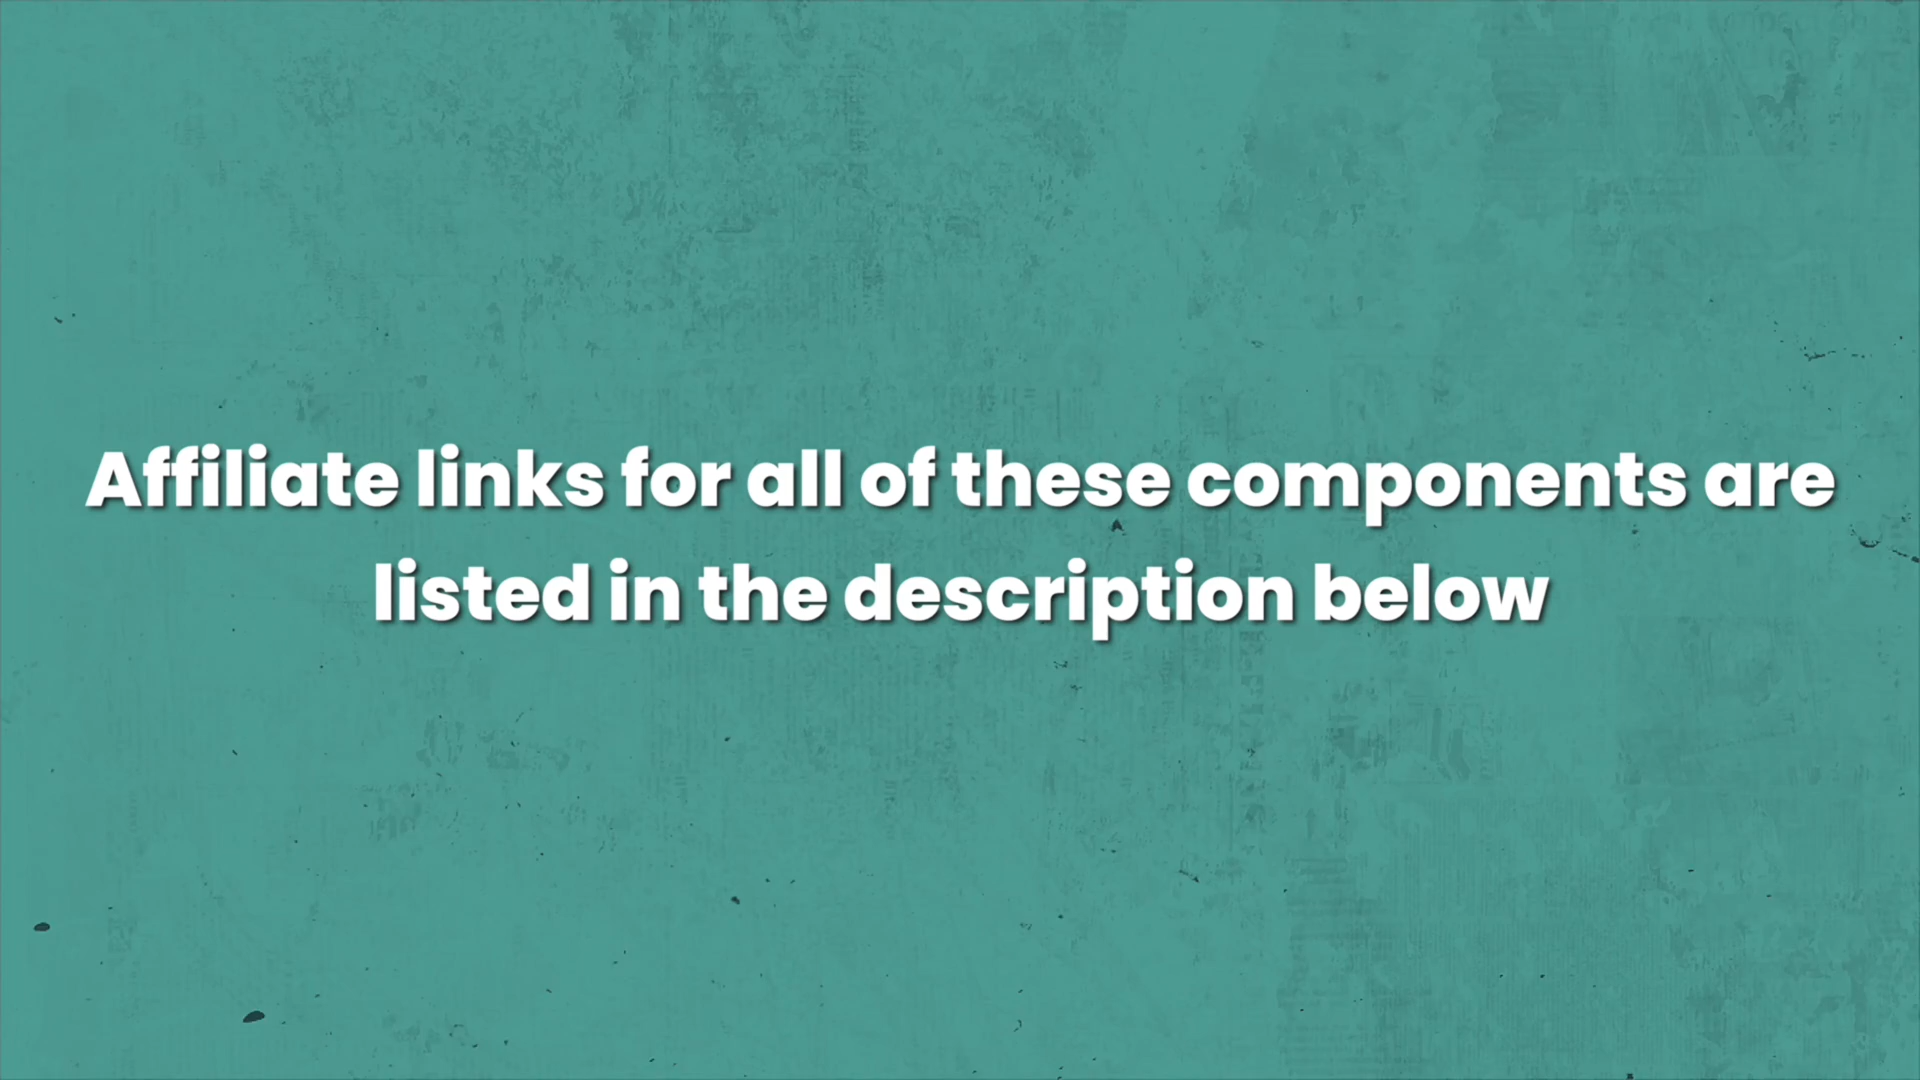 Affiliate links for all of these components are
listed in the description below